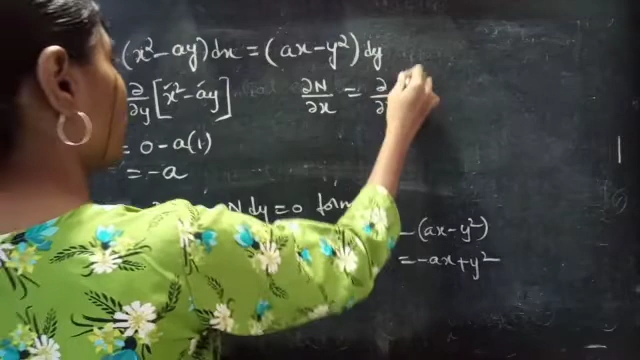 (x²-ay)dx = (ax-y²)dy
∂/∂y [x²-ay] ∂N/∂x = ∂
= 0-a(1)
= -a
N dy = 0 form
-(ax-y²)
= -ax+y²